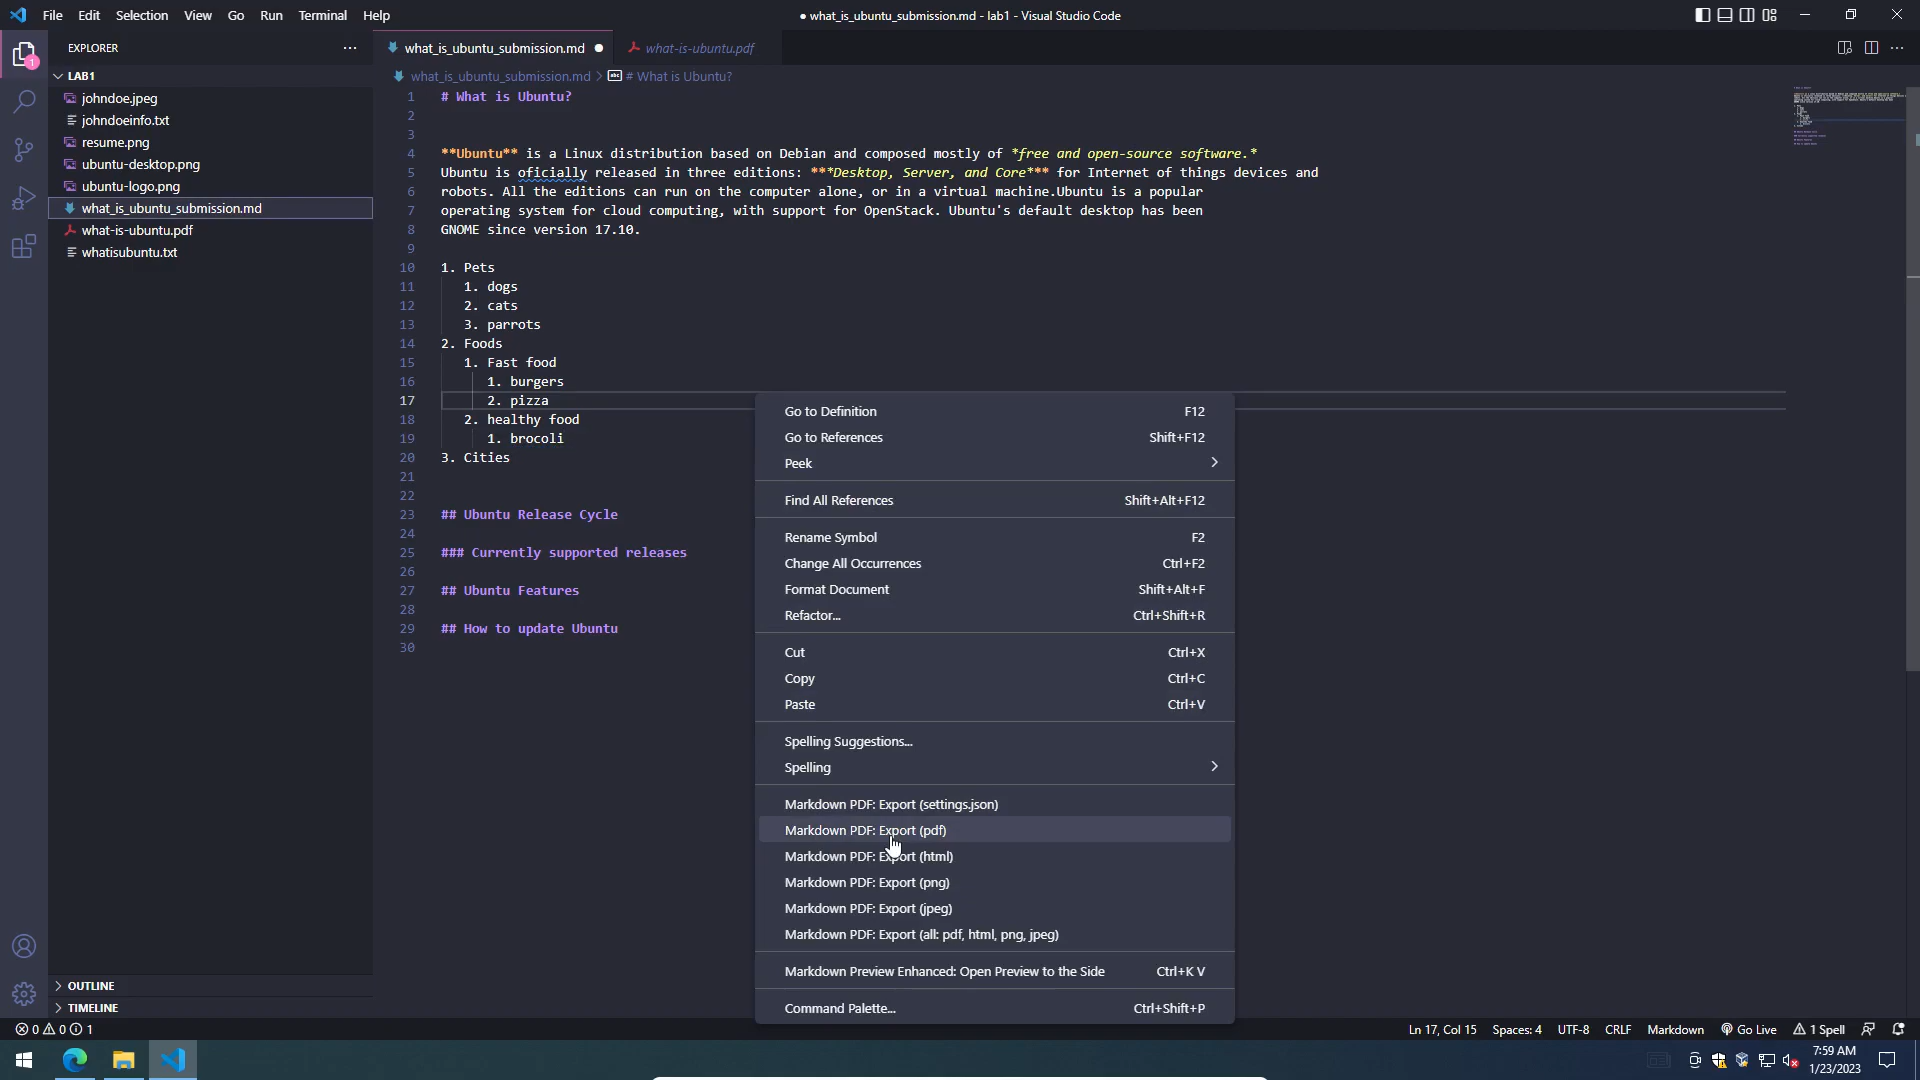 File Edit Selection View Go Run Terminal Help
● what_is_ubuntu_submission.md - lab1 - Visual Studio Code
EXPLORER
LAB1
johndoe.jpeg
johndoeinfo.txt
resume.png
ubuntu-desktop.png
ubuntu-logo.png
what_is_ubuntu_submission.md
what-is-ubuntu.pdf
whatisubuntu.txt
OUTLINE
TIMELINE
1
what_is_ubuntu_submission.md ●
what-is-ubuntu.pdf
what_is_ubuntu_submission.md > # What is Ubuntu?
1 # What is Ubuntu?
2
3
4 **Ubuntu** is a Linux distribution based on Debian and composed mostly of *free and open-source software.*
5 Ubuntu is oficially released in three editions: ***Desktop, Server, and Core*** for Internet of things devices and
6 robots. All the editions can run on the computer alone, or in a virtual machine.Ubuntu is a popular
7 operating system for cloud computing, with support for OpenStack. Ubuntu's default desktop has been
8 GNOME since version 17.10.
9
10 1. Pets
11 1. dogs
12 2. cats
13 3. parrots
14 2. Foods
15 1. Fast food
16 1. burgers
17 2. pizza
18 2. healthy food
19 1. brocoli
20 3. Cities
21
22
23 ## Ubuntu Release Cycle
24
25 ### Currently supported releases
26
27 ## Ubuntu Features
28
29 ## How to update Ubuntu
30
Go to Definition F12
Go to References Shift+F12
Peek
Find All References Shift+Alt+F12
Rename Symbol F2
Change All Occurrences Ctrl+F2
Format Document Shift+Alt+F
Refactor... Ctrl+Shift+R
Cut Ctrl+X
Copy Ctrl+C
Paste Ctrl+V
Spelling Suggestions...
Spelling
Markdown PDF: Export (settings.json)
Markdown PDF: Export (pdf)
Markdown PDF: Export (html)
Markdown PDF: Export (png)
Markdown PDF: Export (jpeg)
Markdown PDF: Export (all: pdf, html, png, jpeg)
Markdown Preview Enhanced: Open Preview to the Side Ctrl+K V
Command Palette... Ctrl+Shift+P
0 0 1
Ln 17, Col 15 Spaces: 4 UTF-8 CRLF Markdown Go Live 1 Spell
7:59 AM
1/23/2023